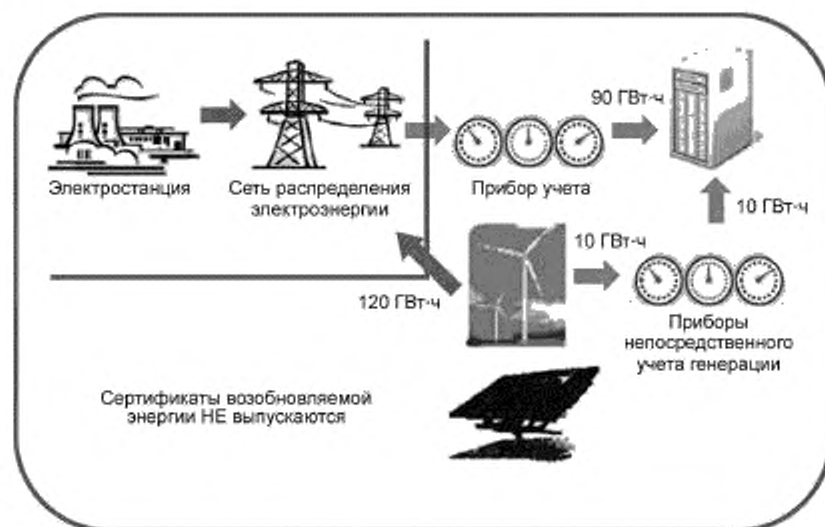 90 ГВт·ч
Электростанция
Сеть распределения
электроэнергии
Прибор учета
10 ГВт·ч
10 ГВт·ч
120 ГВт·ч
Приборы
непосредственного
учета генерации
Сертификаты возобновляемой
энергии НЕ выпускаются